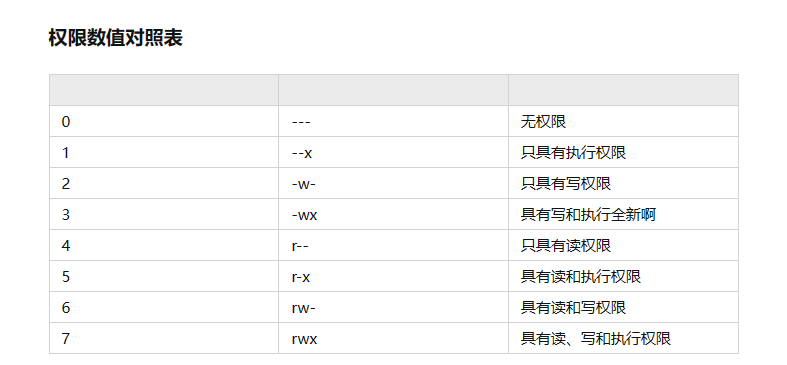 权限数值对照表
0 --- 无权限
1 --x 只具有执行权限
2 -w- 只具有写权限
3 -wx 具有写和执行全新啊
4 r-- 只具有读权限
5 r-x 具有读和执行权限
6 rw- 具有读和写权限
7 rwx 具有读、写和执行权限